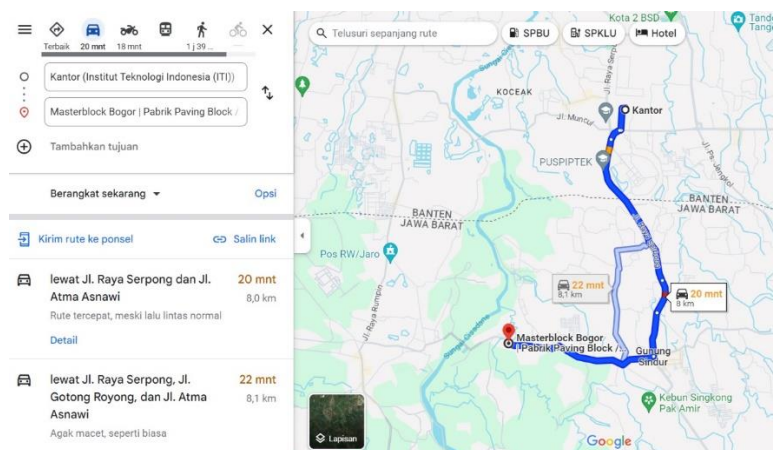 Terbaik
20 mnt
18 mnt
1 j 39 ...
Kantor (Institut Teknologi Indonesia (ITI))
Masterblock Bogor | Pabrik Paving Block /
Tambahkan tujuan
Berangkat sekarang
Opsi
Kirim rute ke ponsel
Salin link
lewat Jl. Raya Serpong dan Jl.
Atma Asnawi
20 mnt
8,0 km
Rute tercepat, meski lalu lintas normal
Detail
lewat Jl. Raya Serpong, Jl.
Gotong Royong, dan Jl. Atma
Asnawi
22 mnt
8,1 km
Agak macet, seperti biasa
Telusuri sepanjang rute
SPBU
SPKLU
Hotel
Kota 2 BSD
KOCEAK
Jl. Muncul
Kantor
PUSPIPTEK
BANTEN
JAWA BARAT
BANTEN
JAWA BARAT
Pos RW/Jaro
Jl. Raya Rumpin
22 mnt
8,1 km
20 mnt
8 km
Masterblock Bogor
| Pabrik Paving Block /
Gunung
Sindur
Kebun Singkong
Pak Amir
Lapisan
Google